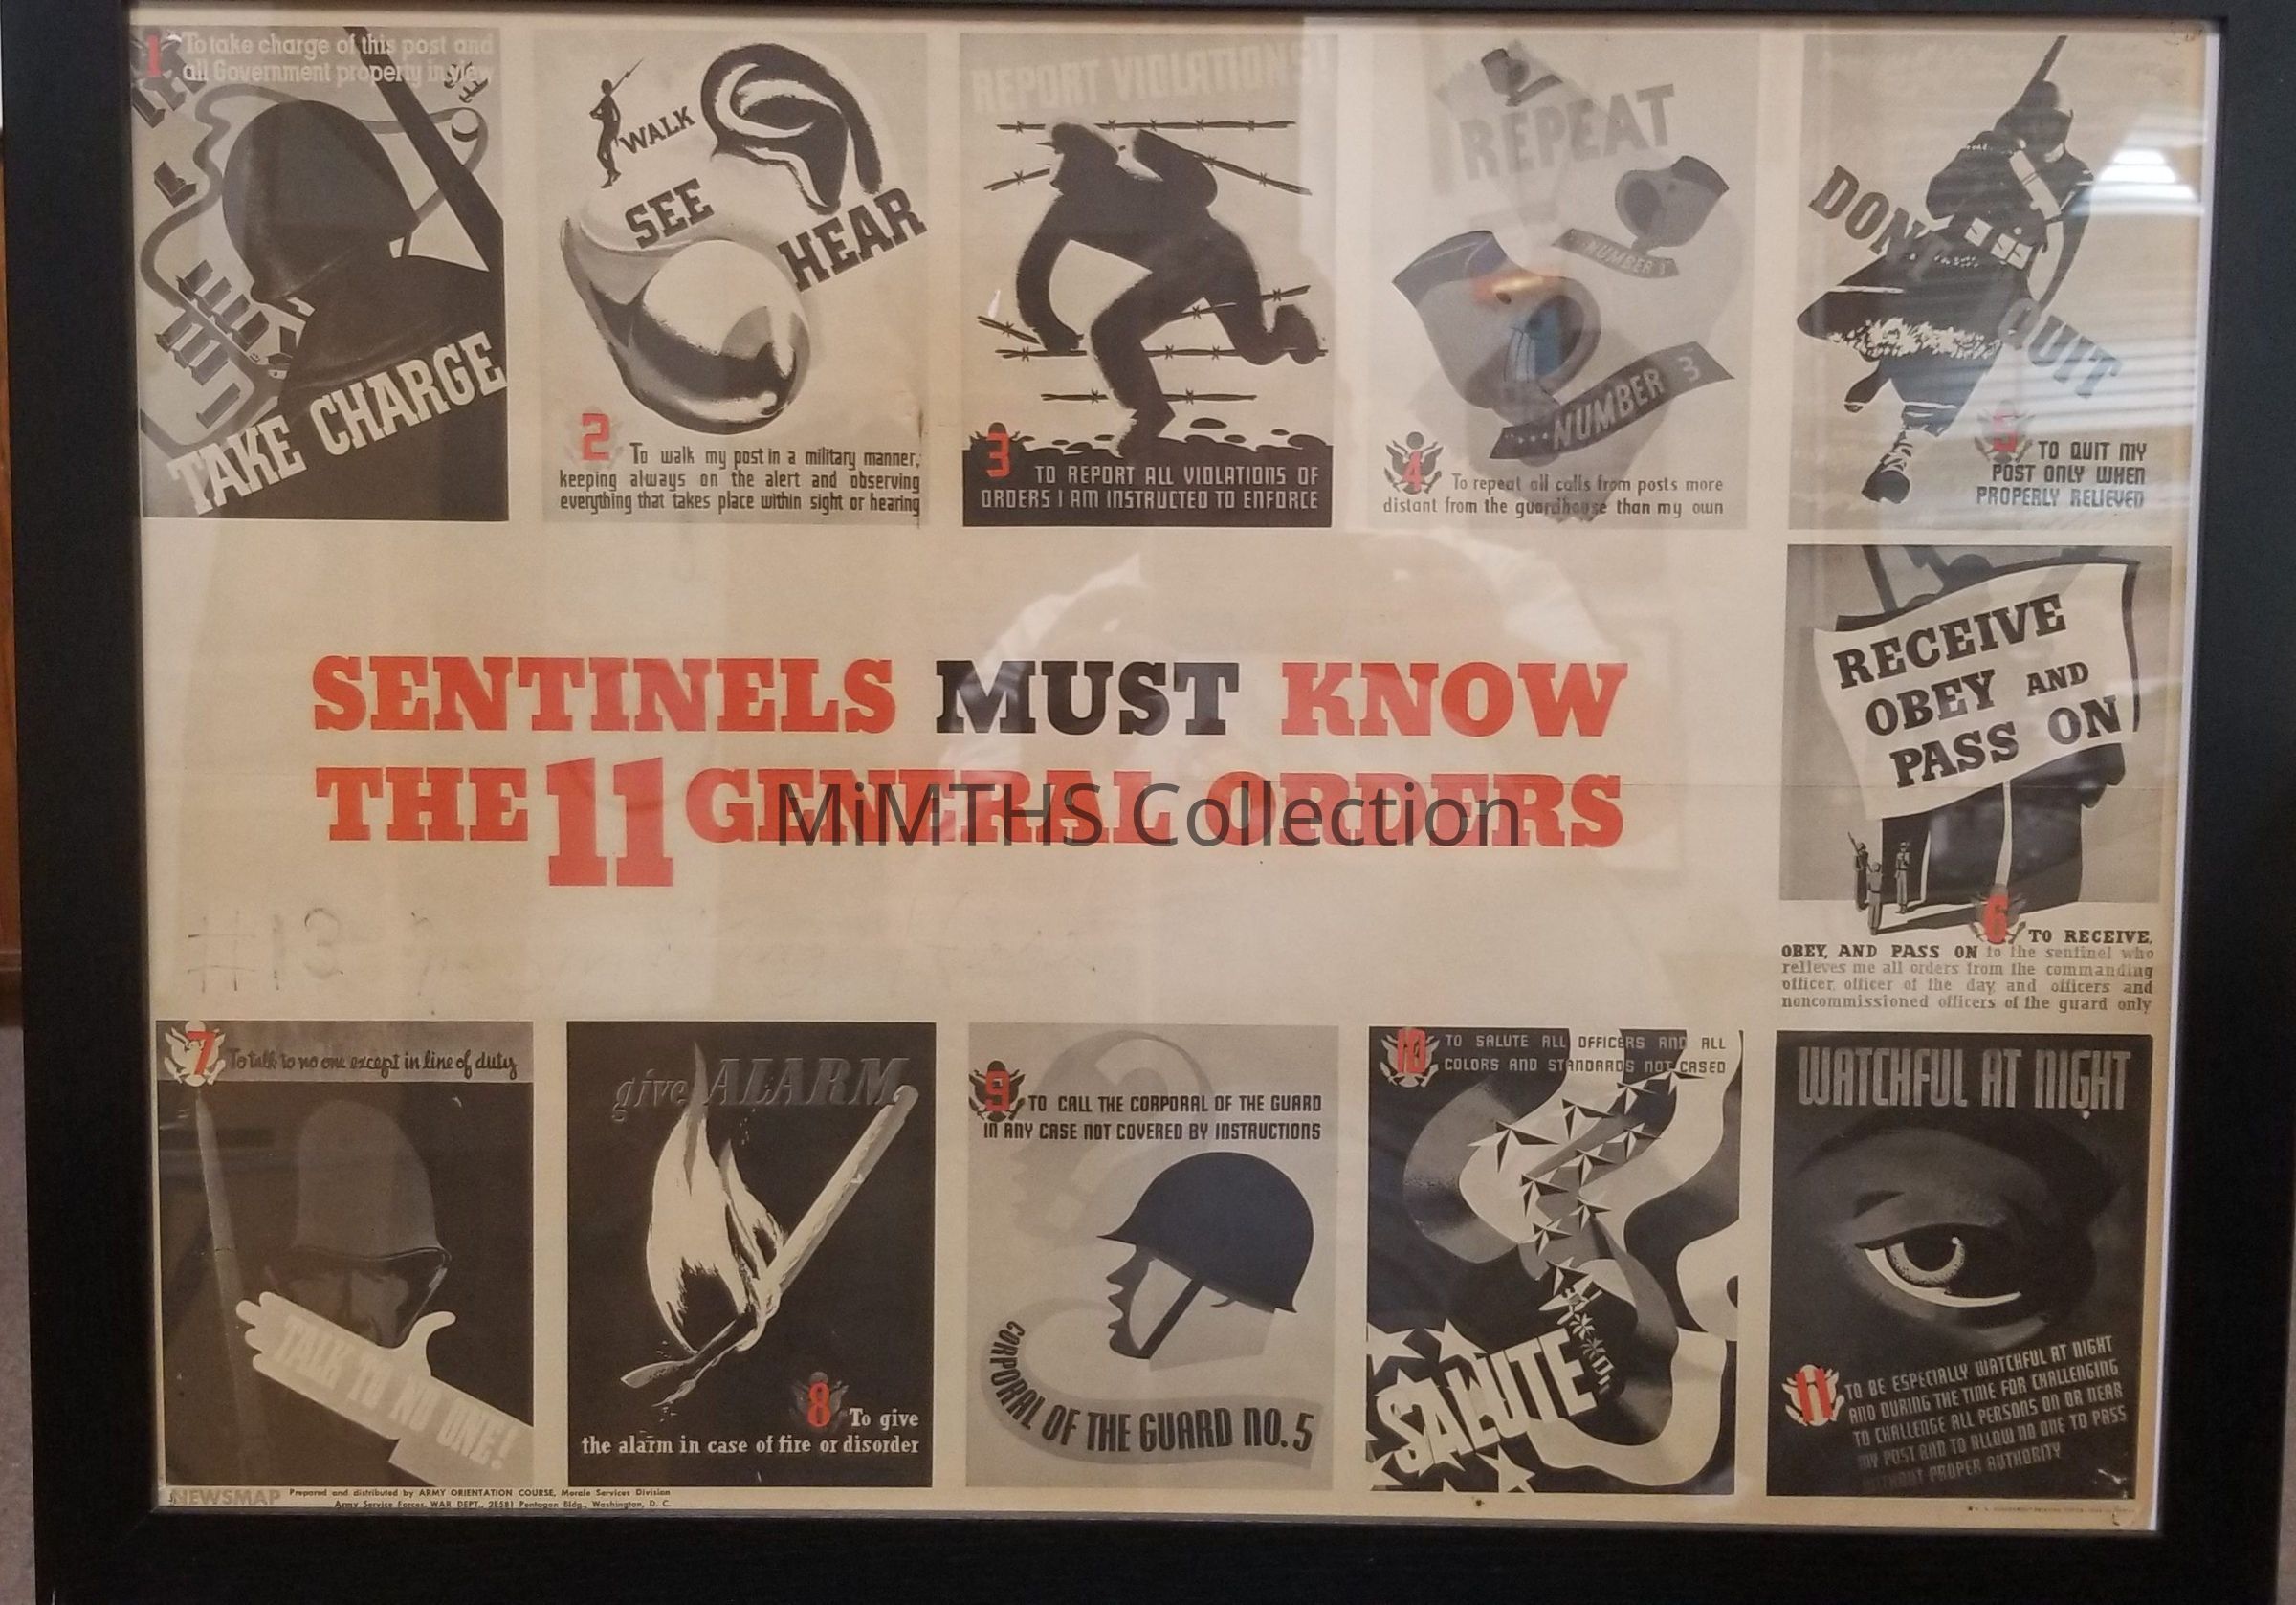 1 To take charge of this post and
all Government property in view
TAKE CHARGE
WALK
SEE
HEAR
2 To walk my post in a military manner,
keeping always on the alert and observing
everything that takes place within sight or hearing
REPORT VIOLATIONS!
3 TO REPORT ALL VIOLATIONS OF
ORDERS I AM INSTRUCTED TO ENFORCE
REPEAT
NUMBER 1
...NUMBER 3
4 To repeat all calls from posts more
distant from the guardhouse than my own
DON'T
QUIT
5 TO QUIT MY
POST ONLY WHEN
PROPERLY RELIEVED
SENTINELS MUST KNOW
THE 11 GENERAL ORDERS
MiMTHS Collection
#13
RECEIVE
OBEY AND
PASS ON
6 TO RECEIVE,
OBEY, AND PASS ON to the sentinel who
relieves me all orders from the commanding
officer, officer of the day, and officers and
noncommissioned officers of the guard only
7 To talk to no one except in line of duty
TALK TO NO ONE!
give ALARM
8 To give
the alarm in case of fire or disorder
9 TO CALL THE CORPORAL OF THE GUARD
IN ANY CASE NOT COVERED BY INSTRUCTIONS
CORPORAL OF THE GUARD NO. 5
10 TO SALUTE ALL OFFICERS AND ALL
COLORS AND STANDARDS NOT CASED
SALUTE
WATCHFUL AT NIGHT
11 TO BE ESPECIALLY WATCHFUL AT NIGHT
AND DURING THE TIME FOR CHALLENGING
TO CHALLENGE ALL PERSONS ON OR NEAR
MY POST AND TO ALLOW NO ONE TO PASS
WITHOUT PROPER AUTHORITY
NEWSMAP
Prepared and distributed by ARMY ORIENTATION COURSE, Morale Services Division
Army Service Forces, WAR DEPT., 2E581 Pentagon Bldg., Washington, D. C.